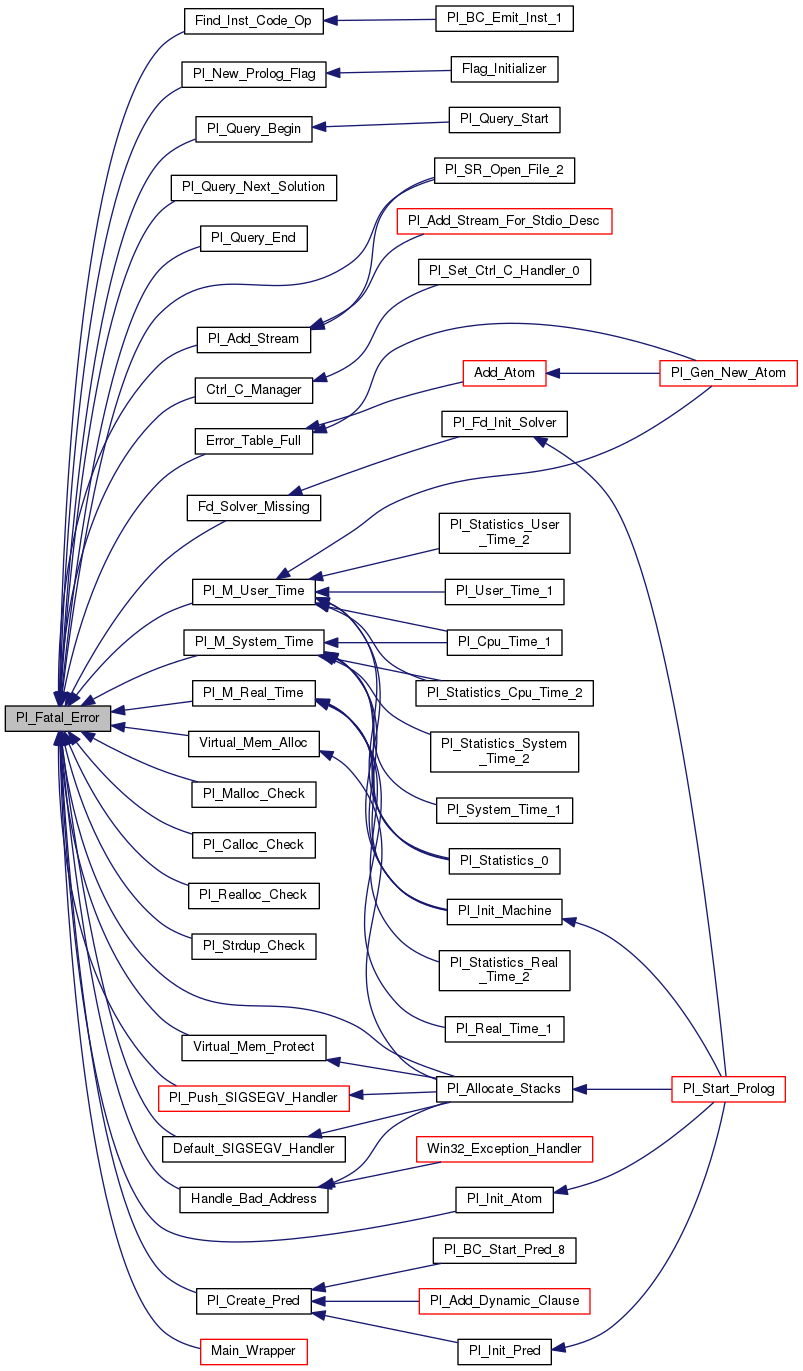 Find_Inst_Code_Op
Pl_BC_Emit_Inst_1
Pl_New_Prolog_Flag
Flag_Initializer
Pl_Query_Begin
Pl_Query_Start
Pl_SR_Open_File_2
Pl_Query_Next_Solution
Pl_Add_Stream_For_Stdio_Desc
Pl_Query_End
Pl_Set_Ctrl_C_Handler_0
Pl_Add_Stream
Add_Atom
Pl_Gen_New_Atom
Ctrl_C_Manager
Pl_Fd_Init_Solver
Error_Table_Full
Fd_Solver_Missing
Pl_Statistics_User
_Time_2
Pl_M_User_Time
Pl_User_Time_1
Pl_M_System_Time
Pl_Cpu_Time_1
Pl_M_Real_Time
Pl_Statistics_Cpu_Time_2
Pl_Fatal_Error
Virtual_Mem_Alloc
Pl_Statistics_System
_Time_2
Pl_Malloc_Check
Pl_System_Time_1
Pl_Calloc_Check
Pl_Statistics_0
Pl_Realloc_Check
Pl_Init_Machine
Pl_Strdup_Check
Pl_Statistics_Real
_Time_2
Pl_Real_Time_1
Virtual_Mem_Protect
Pl_Push_SIGSEGV_Handler
Pl_Allocate_Stacks
Pl_Start_Prolog
Default_SIGSEGV_Handler
Win32_Exception_Handler
Handle_Bad_Address
Pl_Init_Atom
Pl_BC_Start_Pred_8
Pl_Create_Pred
Pl_Add_Dynamic_Clause
Main_Wrapper
Pl_Init_Pred